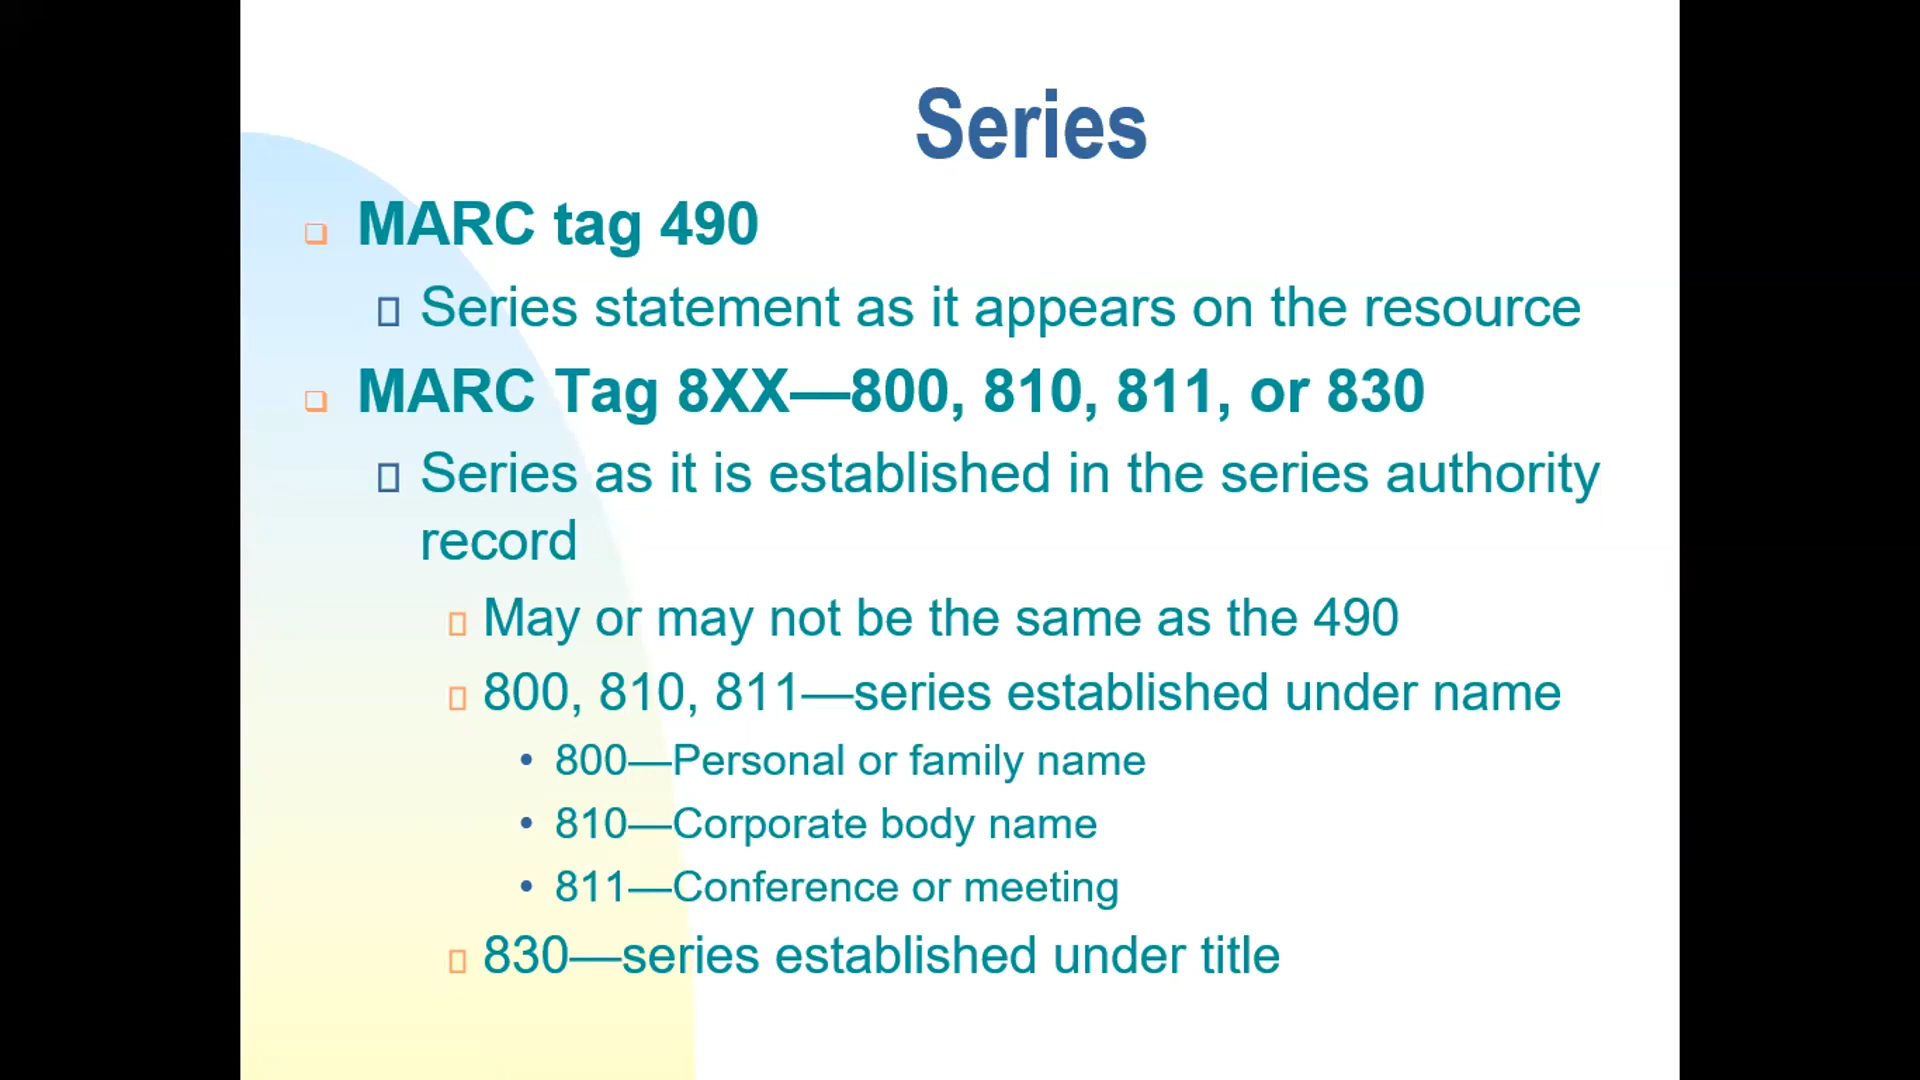 Series
❑ MARC tag 490
▯ Series statement as it appears on the resource
❑ MARC Tag 8XX—800, 810, 811, or 830
▯ Series as it is established in the series authority
record
▯ May or may not be the same as the 490
▯ 800, 810, 811—series established under name
• 800—Personal or family name
• 810—Corporate body name
• 811—Conference or meeting
▯ 830—series established under title